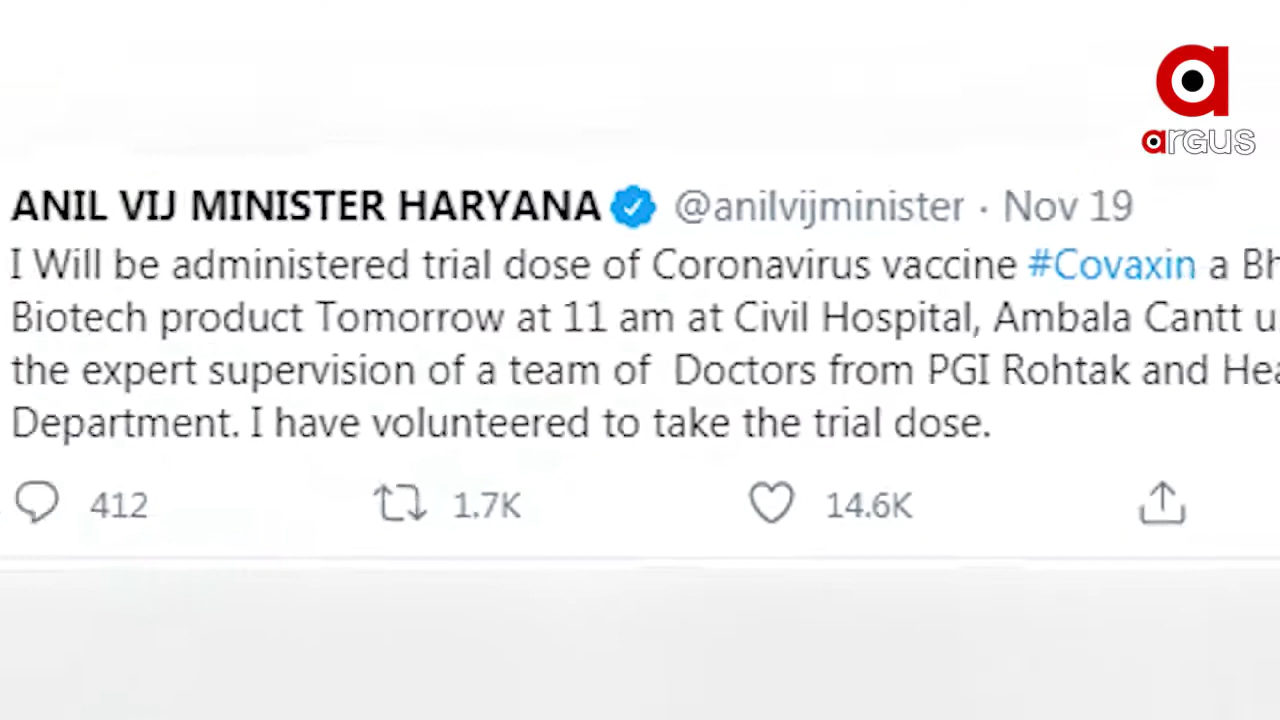 argus
ANIL VIJ MINISTER HARYANA @anilvijminister · Nov 19
I Will be administered trial dose of Coronavirus vaccine #Covaxin a
Biotech product Tomorrow at 11 am at Civil Hospital, Ambala Cantt
the expert supervision of a team of Doctors from PGI Rohtak and
Department. I have volunteered to take the trial dose.
412 1.7K 14.6K